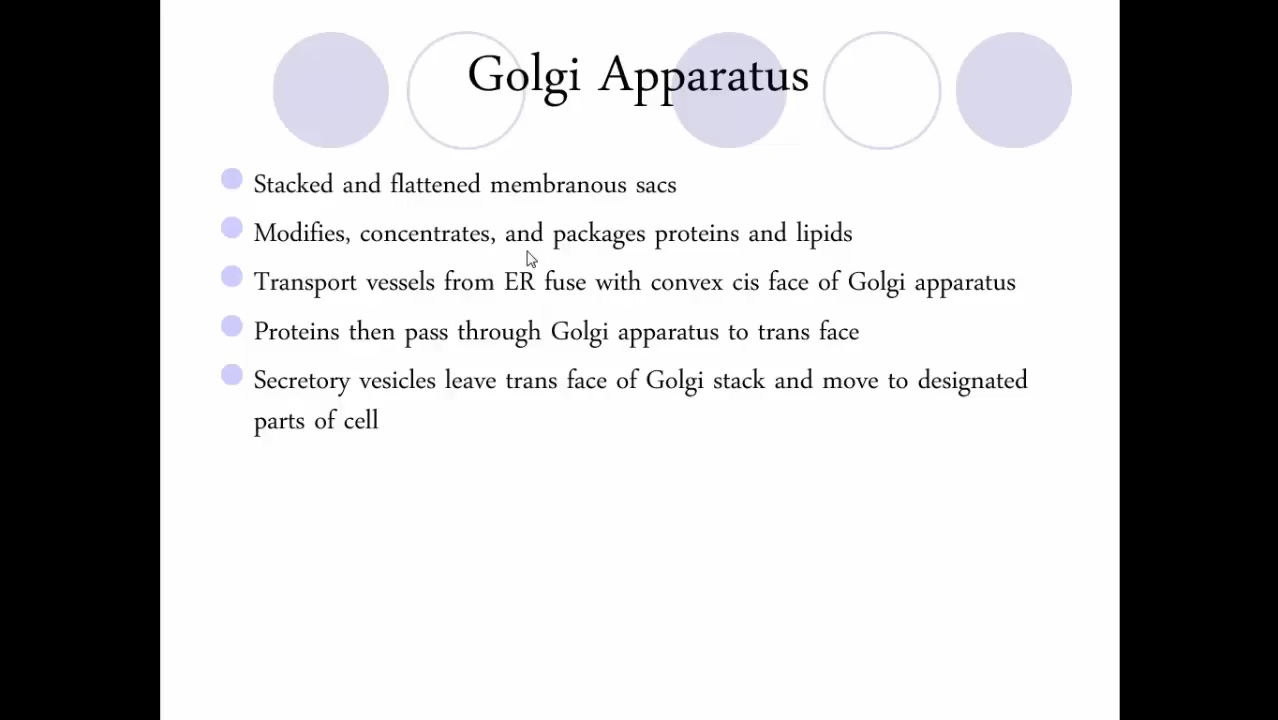 Golgi Apparatus
Stacked and flattened membranous sacs
Modifies, concentrates, and packages proteins and lipids
Transport vessels from ER fuse with convex cis face of Golgi apparatus
Proteins then pass through Golgi apparatus to trans face
Secretory vesicles leave trans face of Golgi stack and move to designated
parts of cell